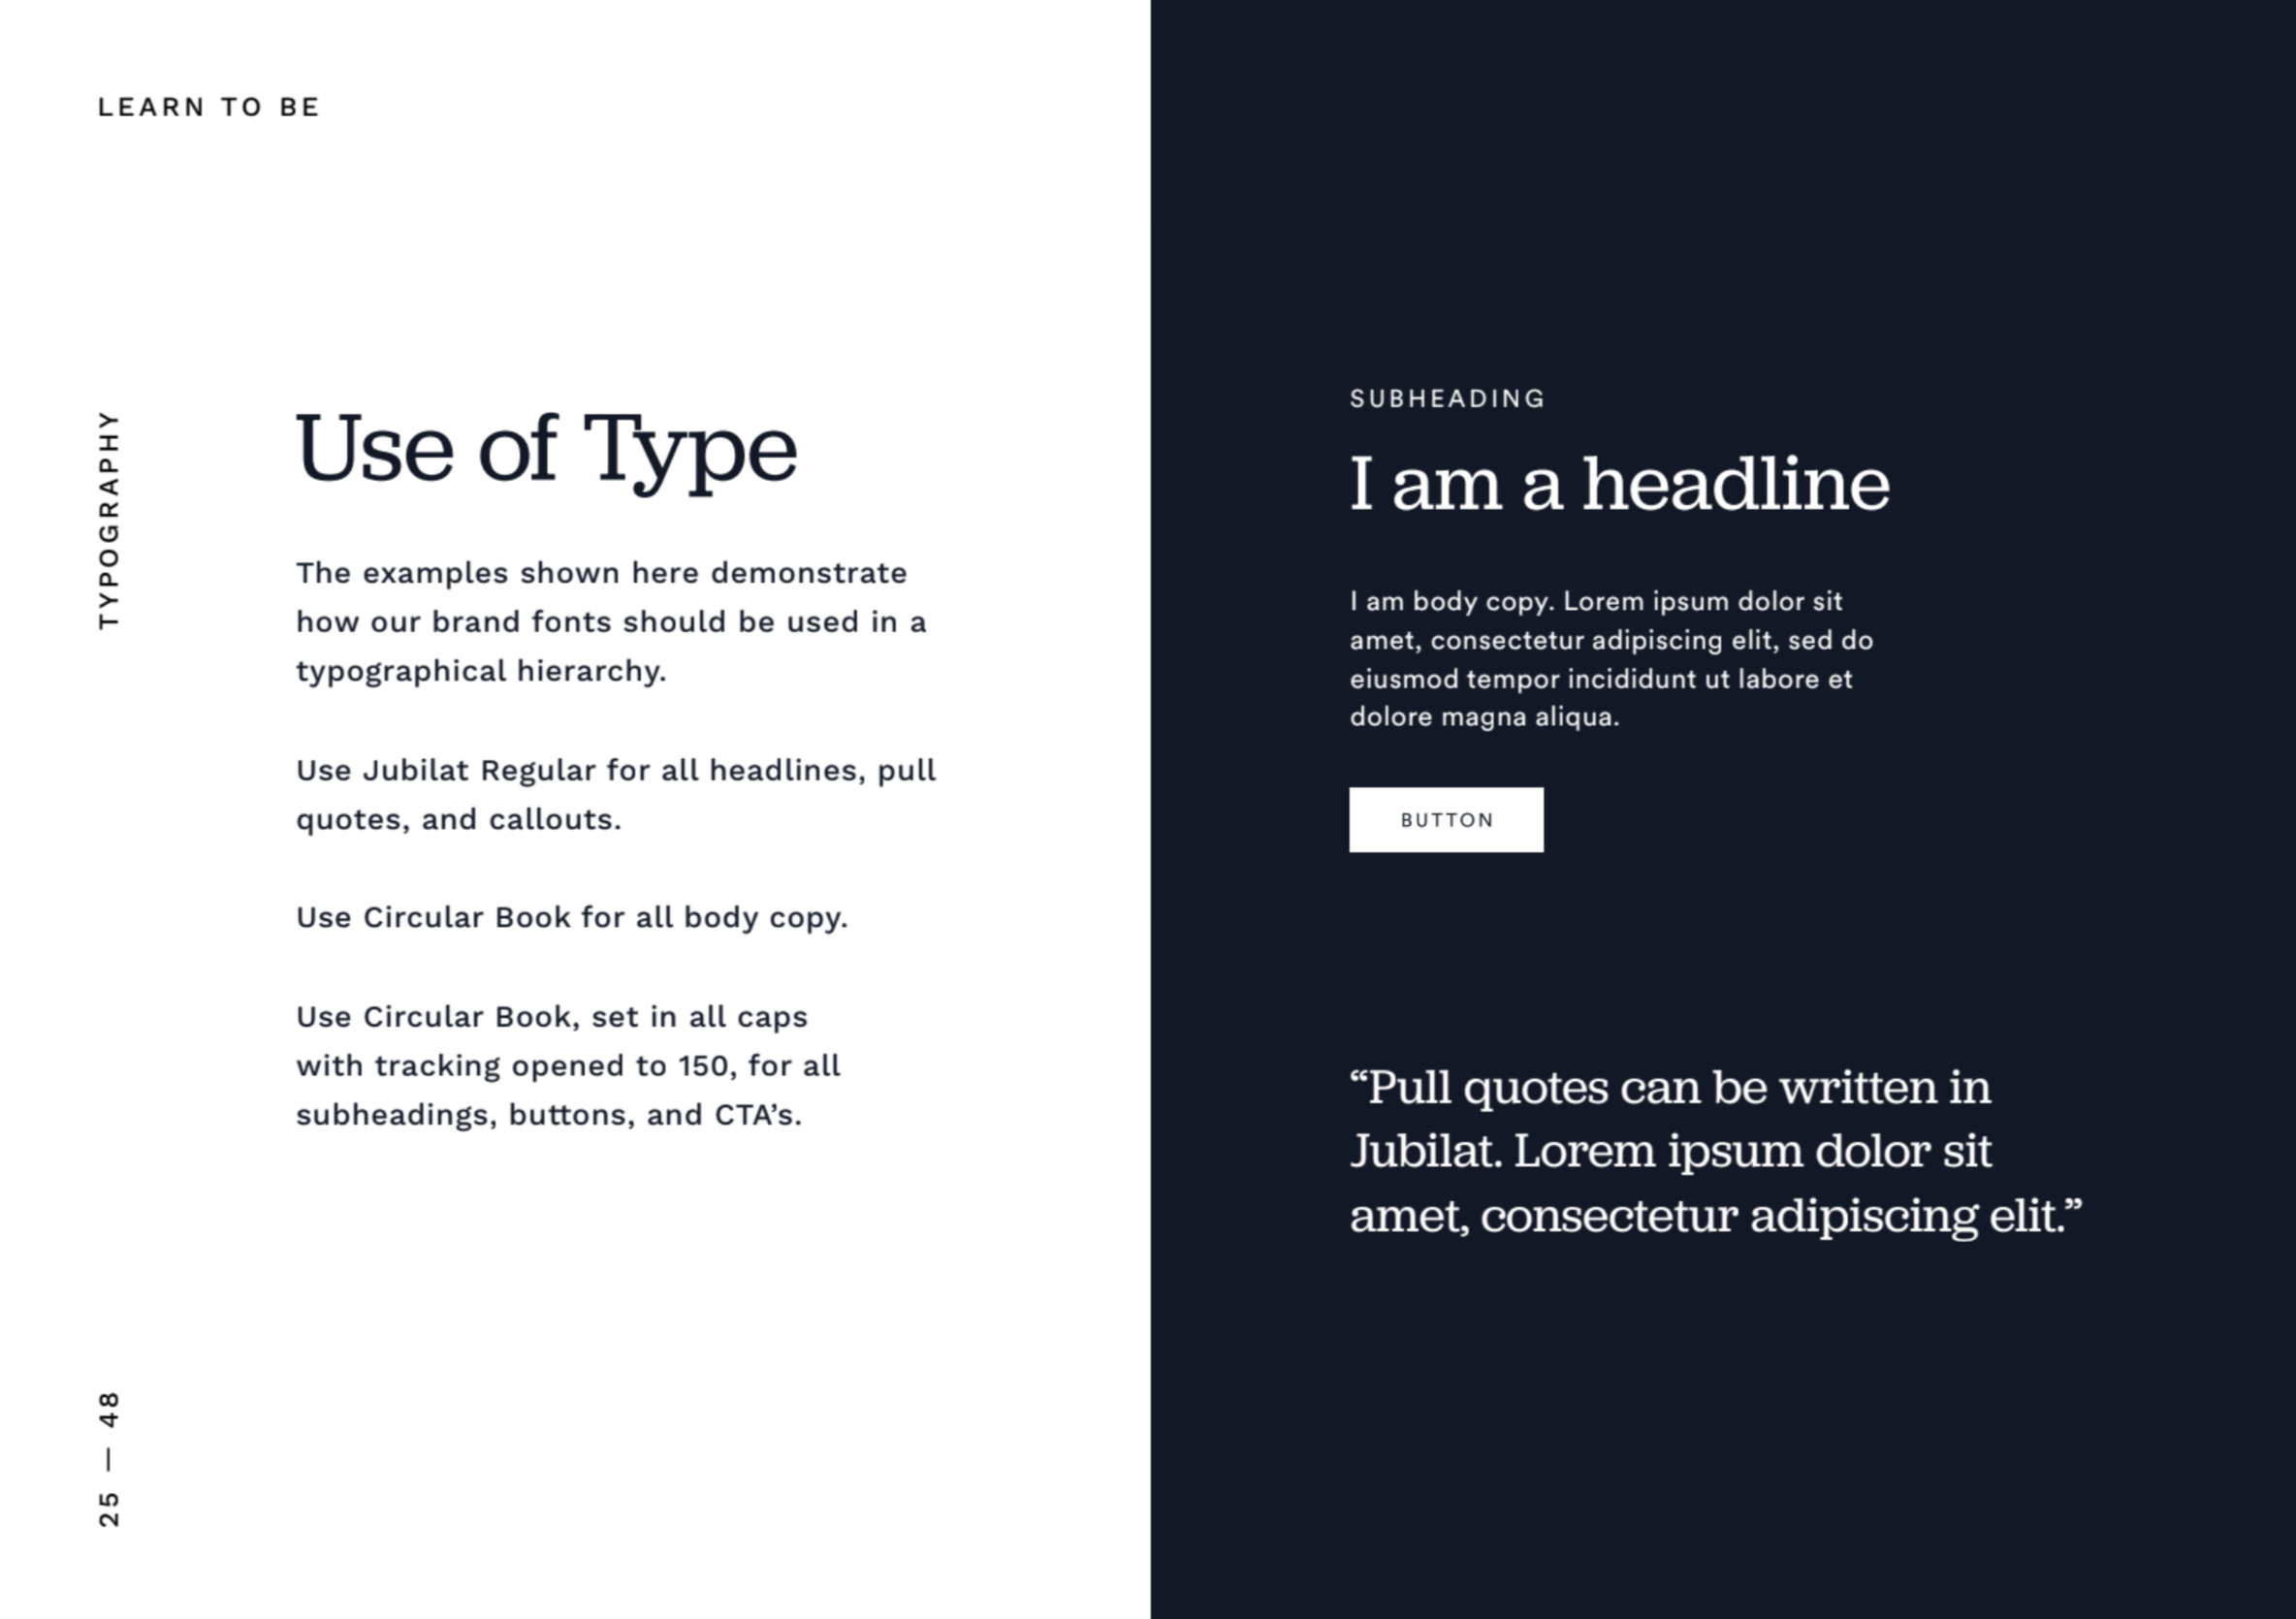 LEARN TO BE
TYPOGRAPHY
Use of Type
The examples shown here demonstrate
how our brand fonts should be used in a
typographical hierarchy.
Use Jubilat Regular for all headlines, pull
quotes, and callouts.
Use Circular Book for all body copy.
Use Circular Book, set in all caps
with tracking opened to 150, for all
subheadings, buttons, and CTA’s.
25 — 48
SUBHEADING
I am a headline
I am body copy. Lorem ipsum dolor sit
amet, consectetur adipiscing elit, sed do
eiusmod tempor incididunt ut labore et
dolore magna aliqua.
BUTTON
“Pull quotes can be written in
Jubilat. Lorem ipsum dolor sit
amet, consectetur adipiscing elit.”